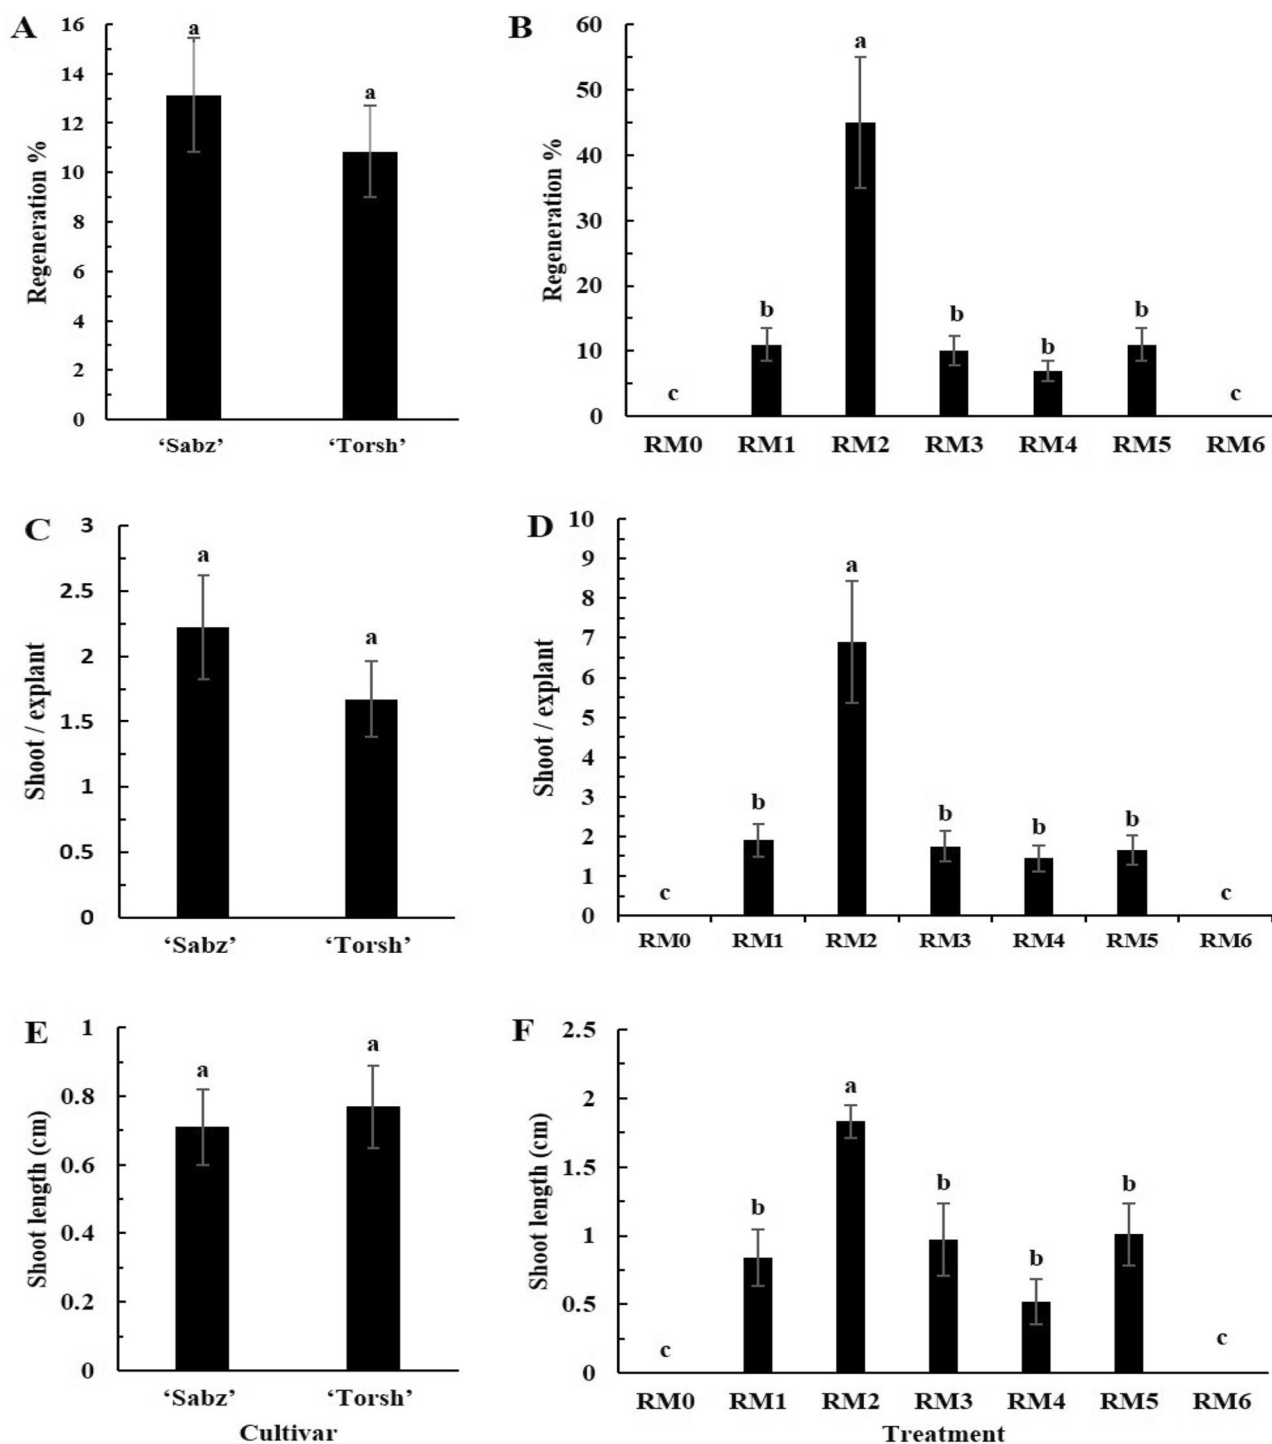 A
Regeneration %
16
14
12
10
8
6
4
2
0
a
a
‘Sabz’ ‘Torsh’
B
Regeneration %
60
50
40
30
20
10
0
c b a b b b c
RM0 RM1 RM2 RM3 RM4 RM5 RM6
C
Shoot / explant
3
2.5
2
1.5
1
0.5
0
a
a
‘Sabz’ ‘Torsh’
D
Shoot / explant
10
9
8
7
6
5
4
3
2
1
0
c b a b b b c
RM0 RM1 RM2 RM3 RM4 RM5 RM6
E
Shoot length (cm)
1
0.8
0.6
0.4
0.2
0
a
a
‘Sabz’ ‘Torsh’
Cultivar
F
Shoot length (cm)
2.5
2
1.5
1
0.5
0
c b a b b b c
RM0 RM1 RM2 RM3 RM4 RM5 RM6
Treatment